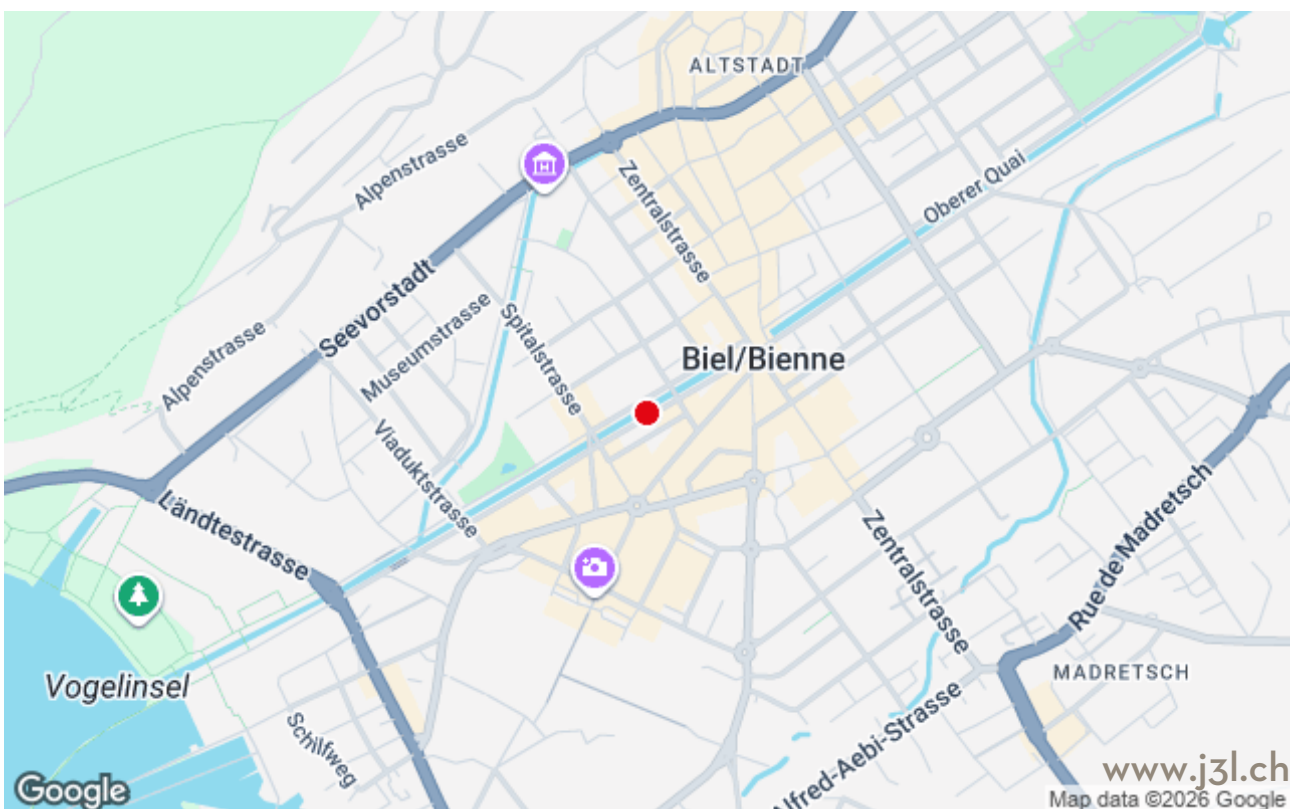 ALTSTADT
Alpenstrasse
Oberer Quai
Zentralstrasse
Seevorstadt
Museumstrasse
Spitalstrasse
Alpenstrasse
Biel/Bienne
Viaduktstrasse
Ländtestrasse
Rue de Madretsch
Zentralstrasse
Vogelinsel
MADRETSCH
Schilfweg
Alfred-Aebi-Strasse
www.j3l.ch
Google
Map data ©2026 Google